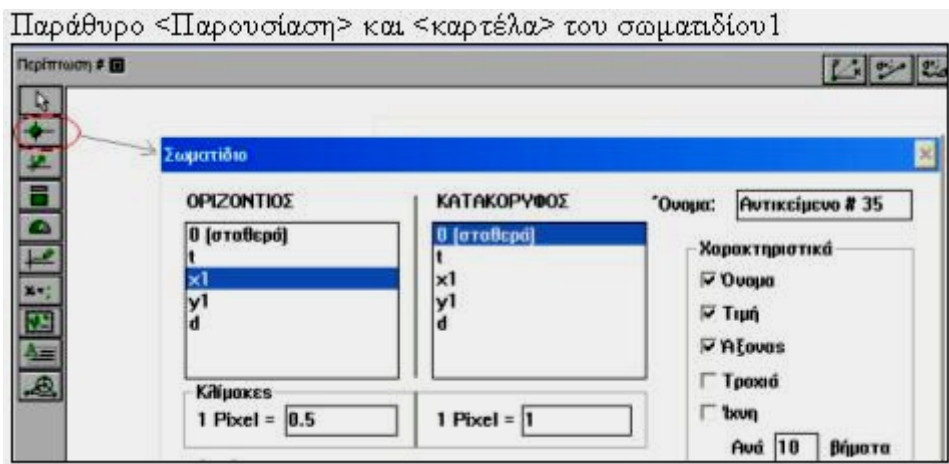 Παράθυρο <Παρουσίαση> και <καρτέλα> του σωματιδίου1
Περίπτωση #
Σωματίδιο
ΟΡΙΖΟΝΤΙΟΣ
0 (σταθερά)
t
x1
y1
d
ΚΑΤΑΚΟΡΥΦΟΣ
0 (σταθερά)
t
x1
y1
d
Όνομα: Αντικείμενο # 35
Χαρακτηριστικά
Όνομα
Τιμή
Άξονας
Τροχιά
Ίχνη
Ανά 10 βήματα
Κλίμακες
1 Pixel = 0.5
1 Pixel = 1